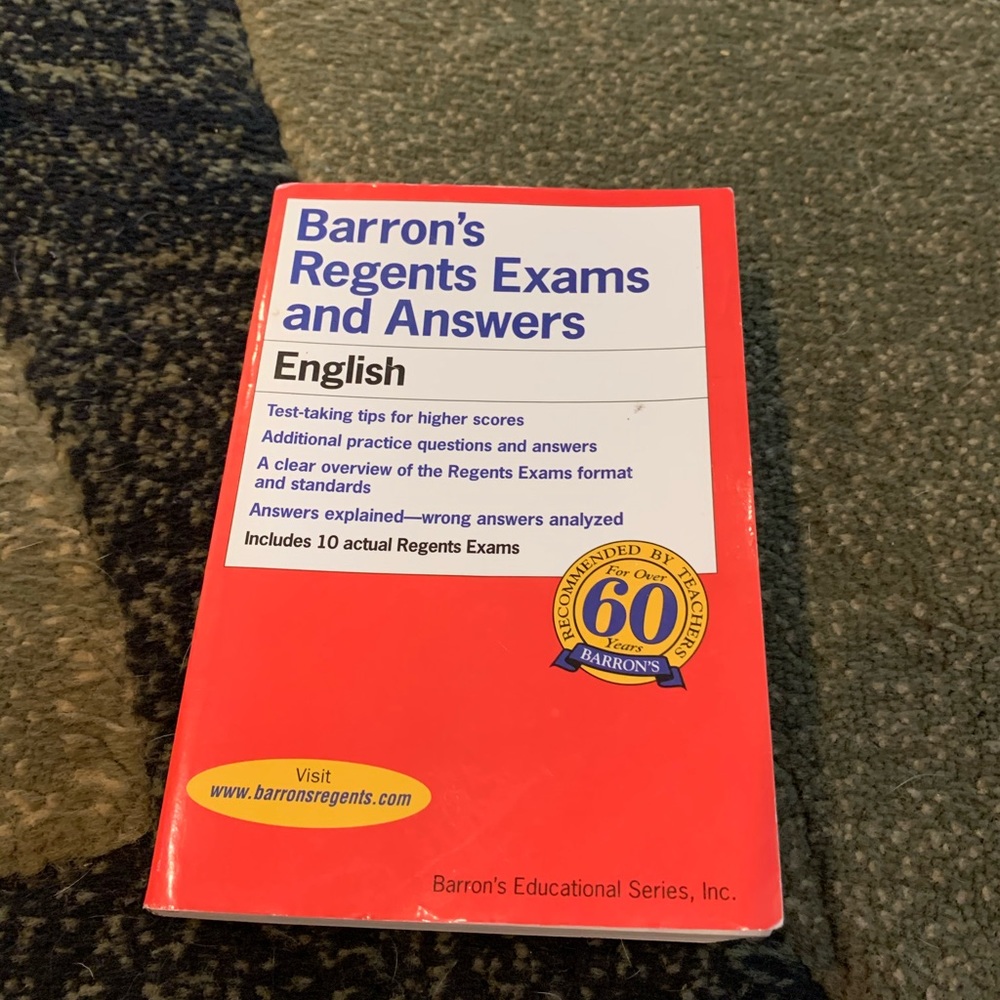 Barron's
Regents Exams
and Answers
English
Test-taking tips for higher scores
Additional practice questions and answers
A clear overview of the Regents Exams format
and standards
Answers explained—wrong answers analyzed
Includes 10 actual Regents Exams
RECOMMENDED BY TEACHERS
For Over
60
Years
BARRON'S
Visit
www.barronsregents.com
Barron's Educational Series, Inc.